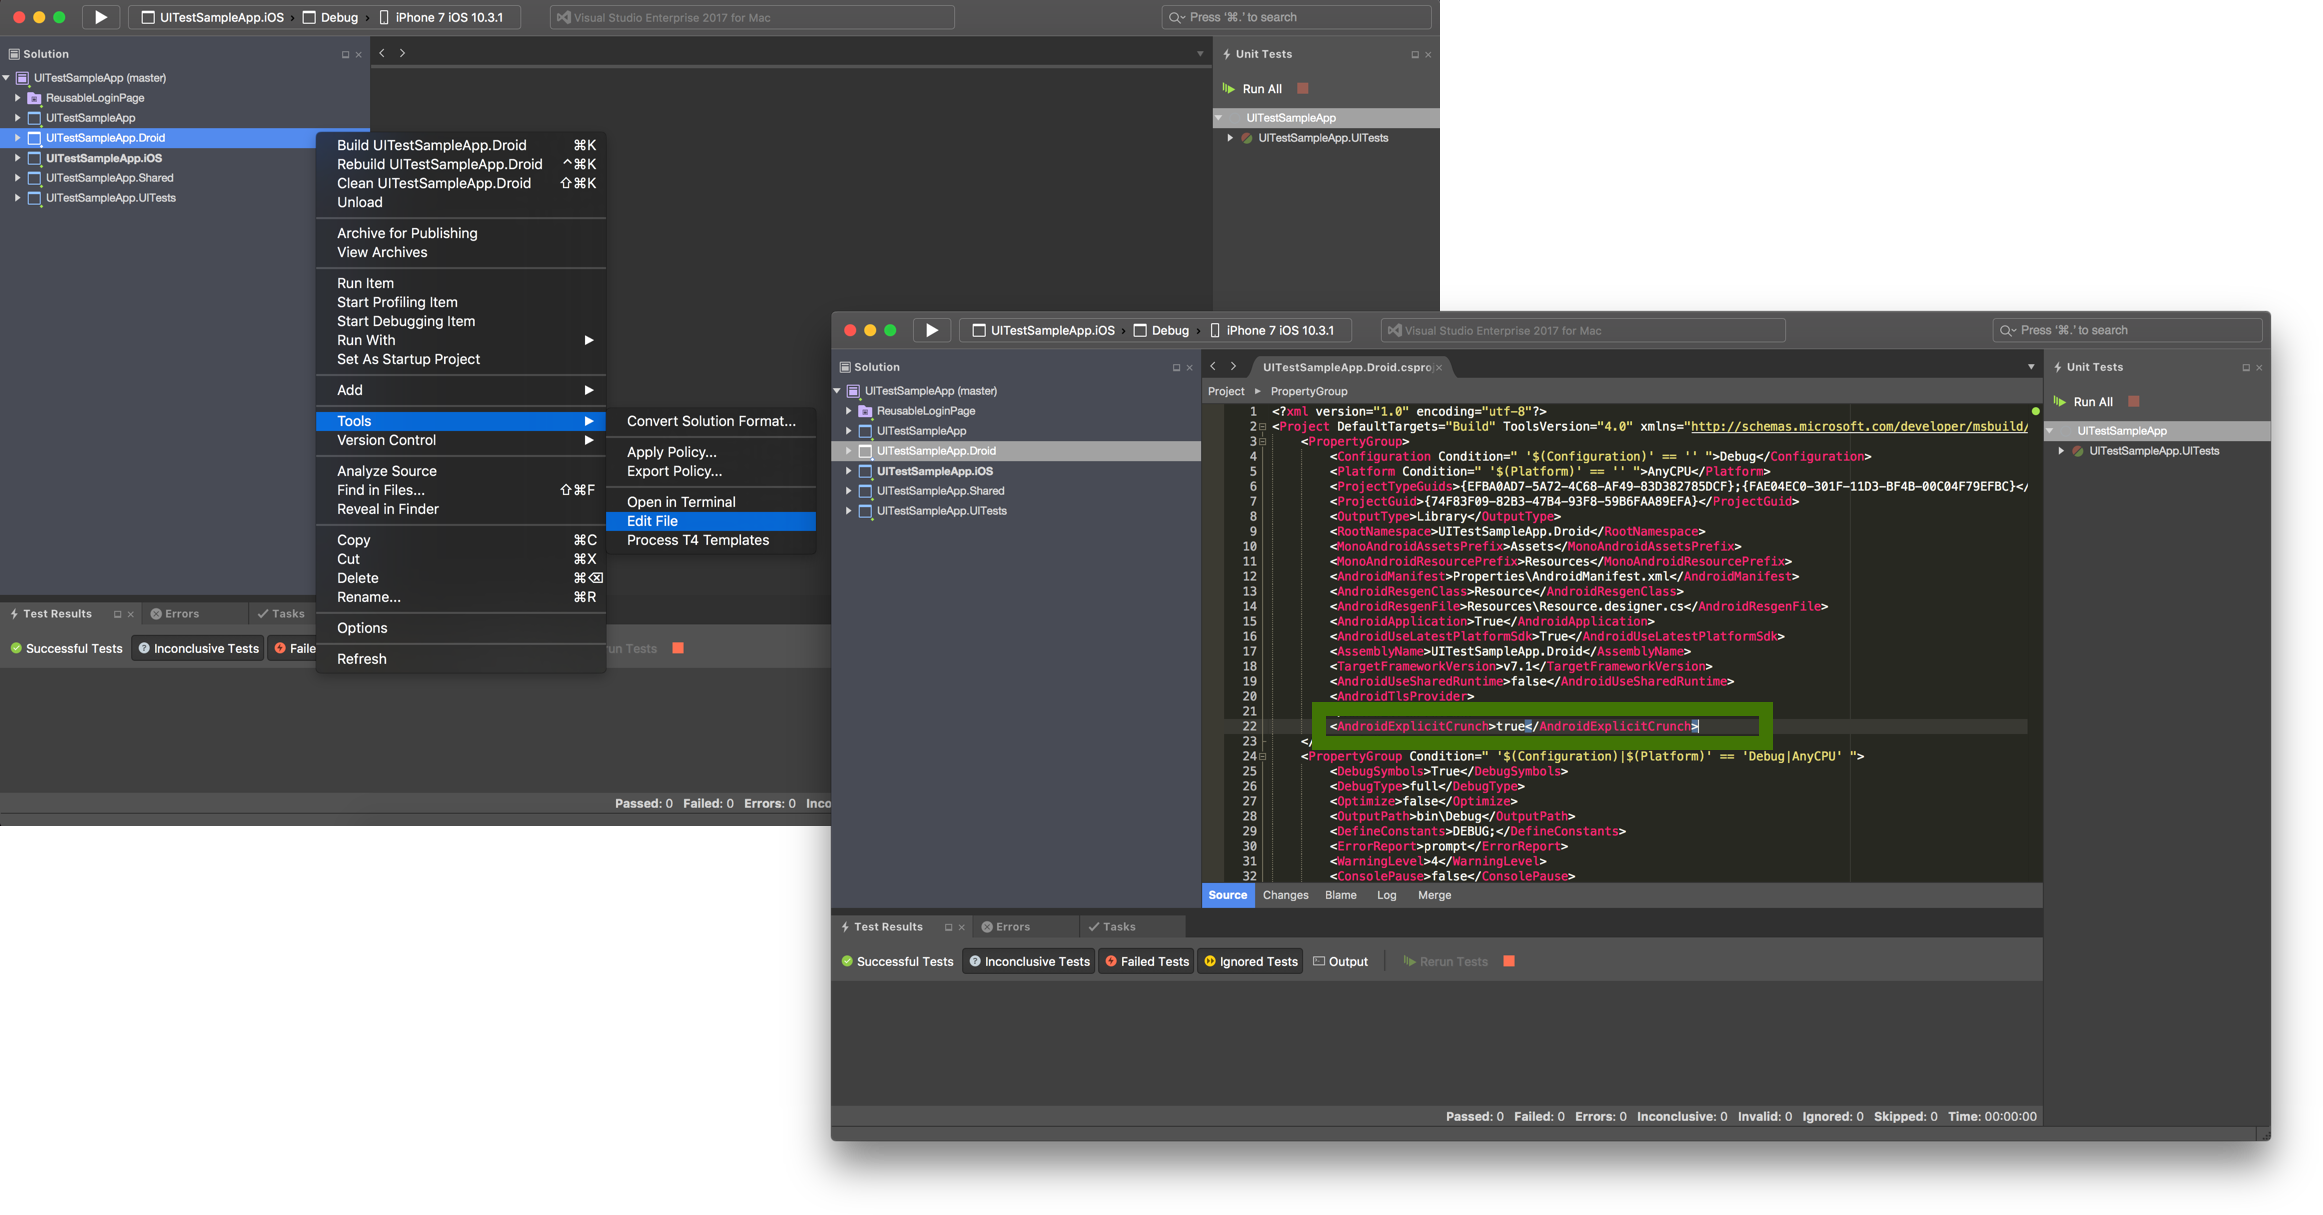 UITestSampleApp.iOS › Debug › iPhone 7 iOS 10.3.1
Visual Studio Enterprise 2017 for Mac
Press '⌘.' to search
Solution
UITestSampleApp (master)
ReusableLoginPage
UITestSampleApp
UITestSampleApp.Droid
UITestSampleApp.iOS
UITestSampleApp.Shared
UITestSampleApp.UITests
Unit Tests
Run All
UITestSampleApp
UITestSampleApp.UITests
Build UITestSampleApp.Droid ⌘K
Rebuild UITestSampleApp.Droid ^⌘K
Clean UITestSampleApp.Droid ⇧⌘K
Unload
Archive for Publishing
View Archives
Run Item
Start Profiling Item
Start Debugging Item
Run With
Set As Startup Project
Add
Tools
Version Control
Analyze Source
Find in Files... ⇧⌘F
Reveal in Finder
Copy ⌘C
Cut ⌘X
Delete ⌘⌫
Rename... ⌘R
Options
Refresh
Convert Solution Format...
Apply Policy...
Export Policy...
Open in Terminal
Edit File
Process T4 Templates
Test Results Errors Tasks
Successful Tests Inconclusive Tests Faile
un Tests
Passed: 0 Failed: 0 Errors: 0 Inco
UITestSampleApp.iOS › Debug › iPhone 7 iOS 10.3.1
Visual Studio Enterprise 2017 for Mac
Press '⌘.' to search
Solution
UITestSampleApp (master)
ReusableLoginPage
UITestSampleApp
UITestSampleApp.Droid
UITestSampleApp.iOS
UITestSampleApp.Shared
UITestSampleApp.UITests
UITestSampleApp.Droid.cspro
Project PropertyGroup
1 <?xml version="1.0" encoding="utf-8"?>
2 <Project DefaultTargets="Build" ToolsVersion="4.0" xmlns="http://schemas.microsoft.com/developer/msbuild/
3 <PropertyGroup>
4 <Configuration Condition=" '$(Configuration)' == '' ">Debug</Configuration>
5 <Platform Condition=" '$(Platform)' == '' ">AnyCPU</Platform>
6 <ProjectTypeGuids>{EFBA0AD7-5A72-4C68-AF49-83D382785DCF};{FAE04EC0-301F-11D3-BF4B-00C04F79EFBC}</
7 <ProjectGuid>{74F83F09-82B3-47B4-93F8-59B6FAA89EFA}</ProjectGuid>
8 <OutputType>Library</OutputType>
9 <RootNamespace>UITestSampleApp.Droid</RootNamespace>
10 <MonoAndroidAssetsPrefix>Assets</MonoAndroidAssetsPrefix>
11 <MonoAndroidResourcePrefix>Resources</MonoAndroidResourcePrefix>
12 <AndroidManifest>Properties\AndroidManifest.xml</AndroidManifest>
13 <AndroidResgenClass>Resource</AndroidResgenClass>
14 <AndroidResgenFile>Resources\Resource.designer.cs</AndroidResgenFile>
15 <AndroidApplication>True</AndroidApplication>
16 <AndroidUseLatestPlatformSdk>True</AndroidUseLatestPlatformSdk>
17 <AssemblyName>UITestSampleApp.Droid</AssemblyName>
18 <TargetFrameworkVersion>v7.1</TargetFrameworkVersion>
19 <AndroidUseSharedRuntime>false</AndroidUseSharedRuntime>
20 <AndroidTlsProvider>
21
22 <AndroidExplicitCrunch>true</AndroidExplicitCrunch>
23 </
24 <PropertyGroup Condition=" '$(Configuration)|$(Platform)' == 'Debug|AnyCPU' ">
25 <DebugSymbols>True</DebugSymbols>
26 <DebugType>full</DebugType>
27 <Optimize>false</Optimize>
28 <OutputPath>bin\Debug</OutputPath>
29 <DefineConstants>DEBUG;</DefineConstants>
30 <ErrorReport>prompt</ErrorReport>
31 <WarningLevel>4</WarningLevel>
32 <ConsolePause>false</ConsolePause>
Source Changes Blame Log Merge
Unit Tests
Run All
UITestSampleApp
UITestSampleApp.UITests
Test Results Errors Tasks
Successful Tests Inconclusive Tests Failed Tests Ignored Tests Output Rerun Tests
Passed: 0 Failed: 0 Errors: 0 Inconclusive: 0 Invalid: 0 Ignored: 0 Skipped: 0 Time: 00:00:00